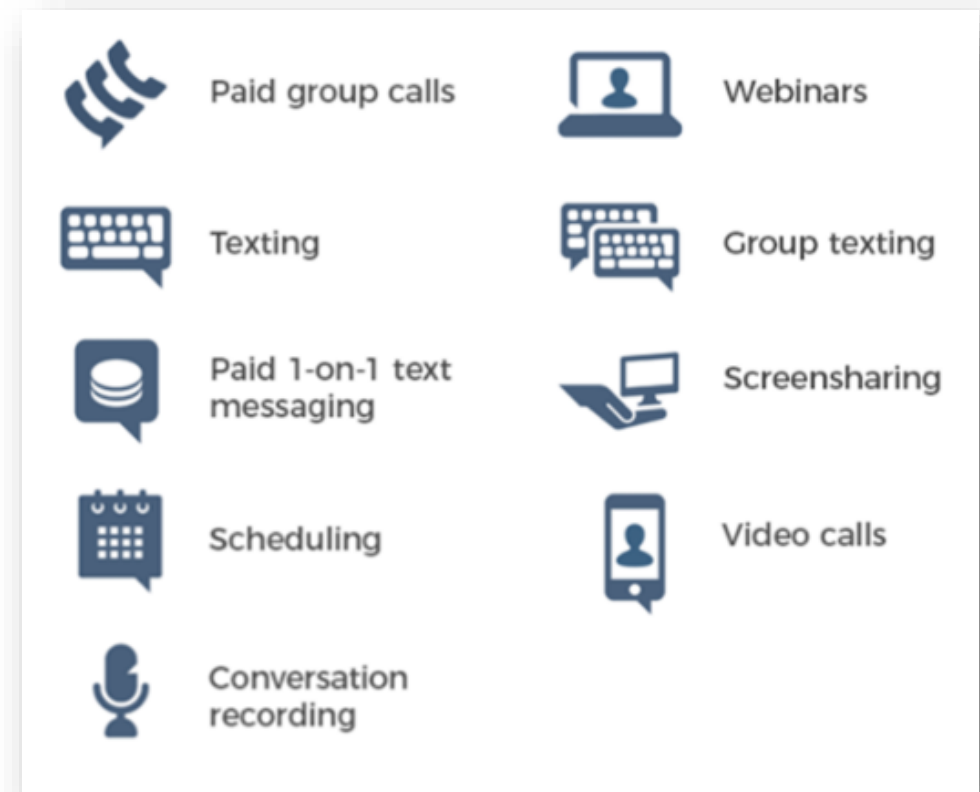 Paid group calls
Webinars
Texting
Group texting
Paid 1-on-1 text
messaging
Screensharing
Scheduling
Video calls
Conversation
recording